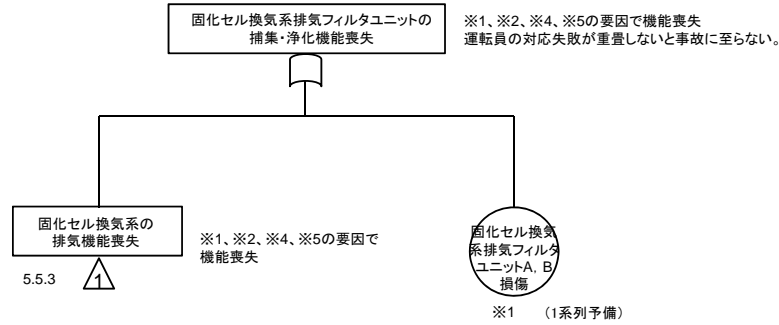 固化セル換気系排気フィルタユニットの
捕集・浄化機能喪失
※1、※2、※4、※5の要因で機能喪失
運転員の対応失敗が重畳しないと事故に至らない。
固化セル換気系の
排気機能喪失
※1、※2、※4、※5の要因で
機能喪失
5.5.3
1
固化セル換気
系排気フィルタ
ユニットA, B
損傷
※1 (1系列予備)